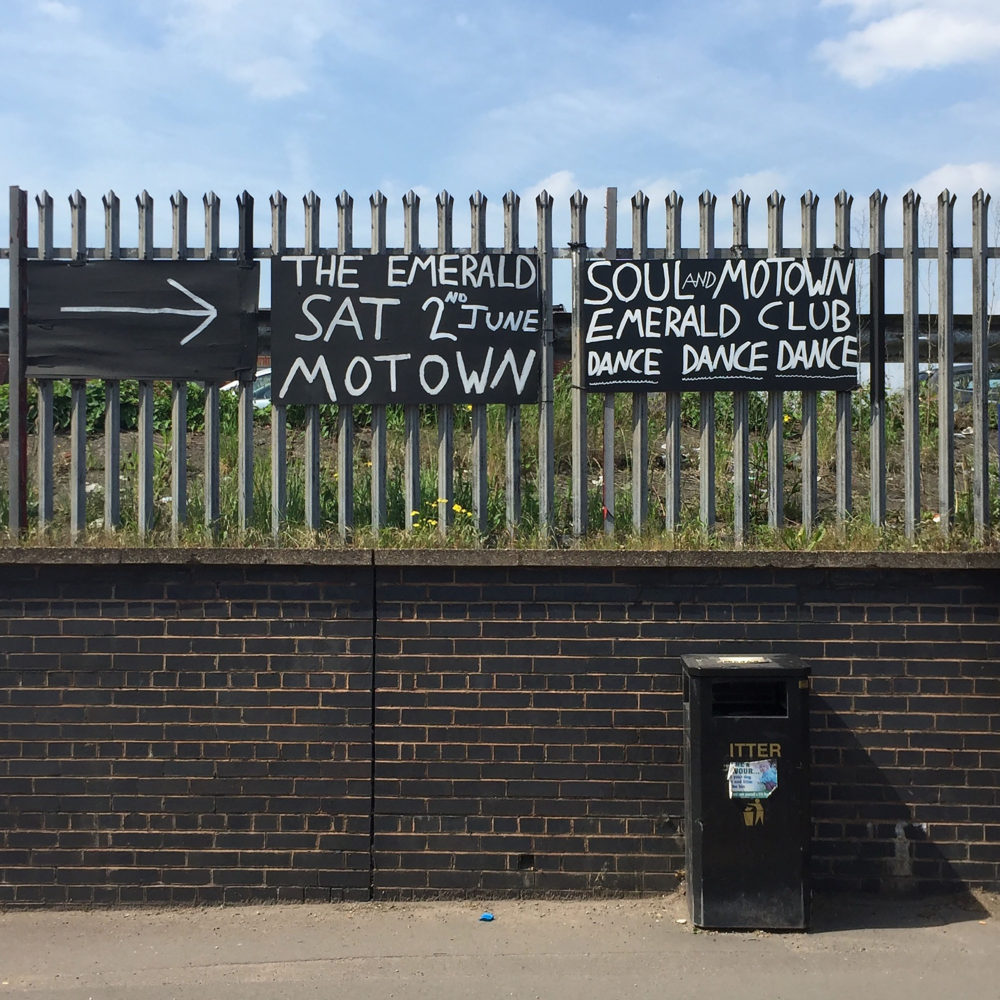 THE EMERALD
SAT 2ND JUNE
MOTOWN
SOUL AND MOTOWN
EMERALD CLUB
DANCE DANCE DANCE
ITTER